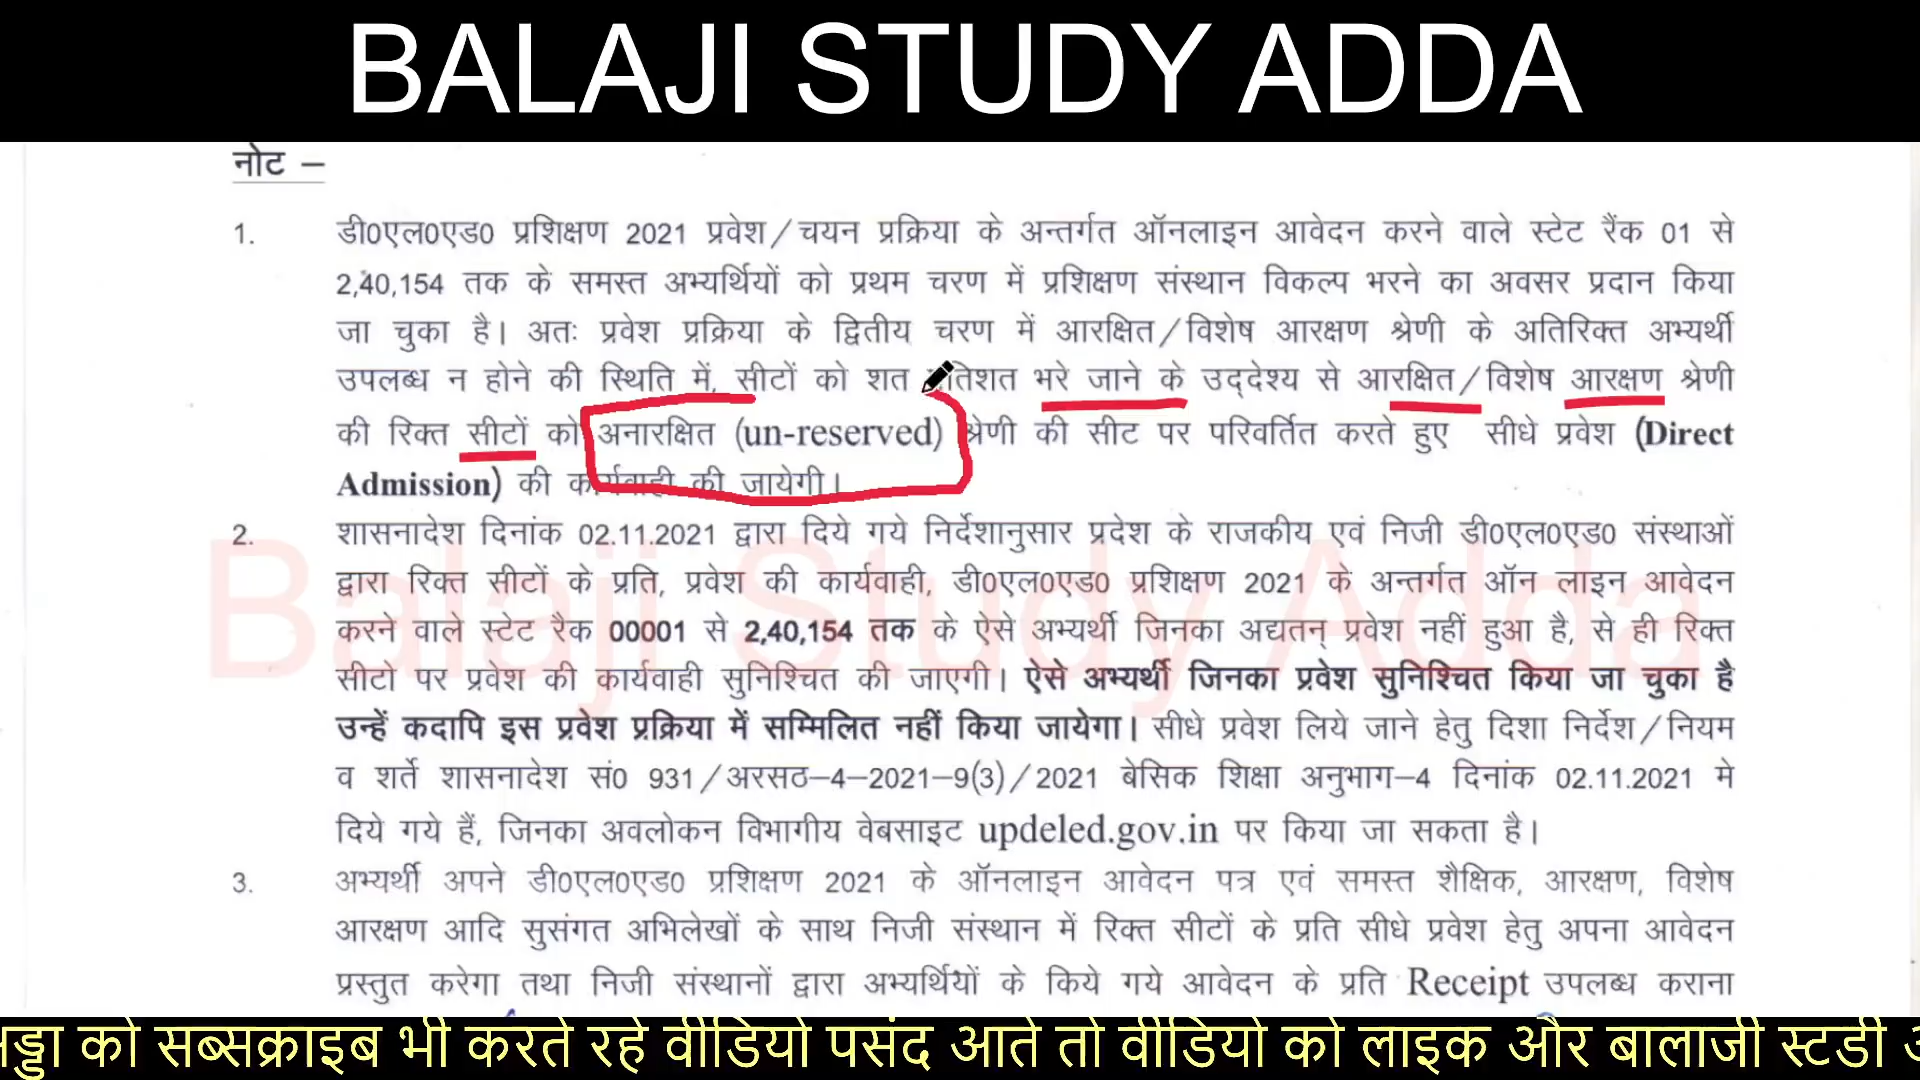 BALAJI STUDY ADDA
नोट –
1. डी0एल0एड0 प्रशिक्षण 2021 प्रवेश/चयन प्रक्रिया के अन्तर्गत ऑनलाइन आवेदन करने वाले स्टेट रैंक 01 से
2,40,154 तक के समस्त अभ्यर्थियों को प्रथम चरण में प्रशिक्षण संस्थान विकल्प भरने का अवसर प्रदान किया
जा चुका है। अतः प्रवेश प्रक्रिया के द्वितीय चरण में आरक्षित/विशेष आरक्षण श्रेणी के अतिरिक्त अभ्यर्थी
उपलब्ध न होने की स्थिति में, सीटों को शत प्रतिशत भरे जाने के उद्देश्य से आरक्षित/विशेष आरक्षण श्रेणी
की रिक्त सीटों को अनारक्षित (un-reserved) श्रेणी की सीट पर परिवर्तित करते हुए सीधे प्रवेश (Direct
Admission) की कार्यवाही की जायेगी।
2. शासनादेश दिनांक 02.11.2021 द्वारा दिये गये निर्देशानुसार प्रदेश के राजकीय एवं निजी डी0एल0एड0 संस्थाओं
द्वारा रिक्त सीटों के प्रति, प्रवेश की कार्यवाही, डी0एल0एड0 प्रशिक्षण 2021 के अन्तर्गत ऑन लाइन आवेदन
करने वाले स्टेट रैंक 00001 से 2,40,154 तक के ऐसे अभ्यर्थी जिनका अद्यतन् प्रवेश नहीं हुआ है, से ही रिक्त
सीटो पर प्रवेश की कार्यवाही सुनिश्चित की जाएगी। ऐसे अभ्यर्थी जिनका प्रवेश सुनिश्चित किया जा चुका है
उन्हें कदापि इस प्रवेश प्रक्रिया में सम्मिलित नहीं किया जायेगा। सीधे प्रवेश लिये जाने हेतु दिशा निर्देश/नियम
व शर्ते शासनादेश सं0 931/अरसठ–4–2021–9(3)/2021 बेसिक शिक्षा अनुभाग–4 दिनांक 02.11.2021 मे
दिये गये हैं, जिनका अवलोकन विभागीय वेबसाइट updeled.gov.in पर किया जा सकता है।
Balaji Study Adda
3. अभ्यर्थी अपने डी0एल0एड0 प्रशिक्षण 2021 के ऑनलाइन आवेदन पत्र एवं समस्त शैक्षिक, आरक्षण, विशेष
आरक्षण आदि सुसंगत अभिलेखों के साथ निजी संस्थान में रिक्त सीटों के प्रति सीधे प्रवेश हेतु अपना आवेदन
प्रस्तुत करेगा तथा निजी संस्थानों द्वारा अभ्यर्थियों के किये गये आवेदन के प्रति Receipt उपलब्ध कराना
को सब्सक्राइब भी करते रहे वीडियो पसंद आते तो वीडियो को लाइक और बालाजी स्टडी